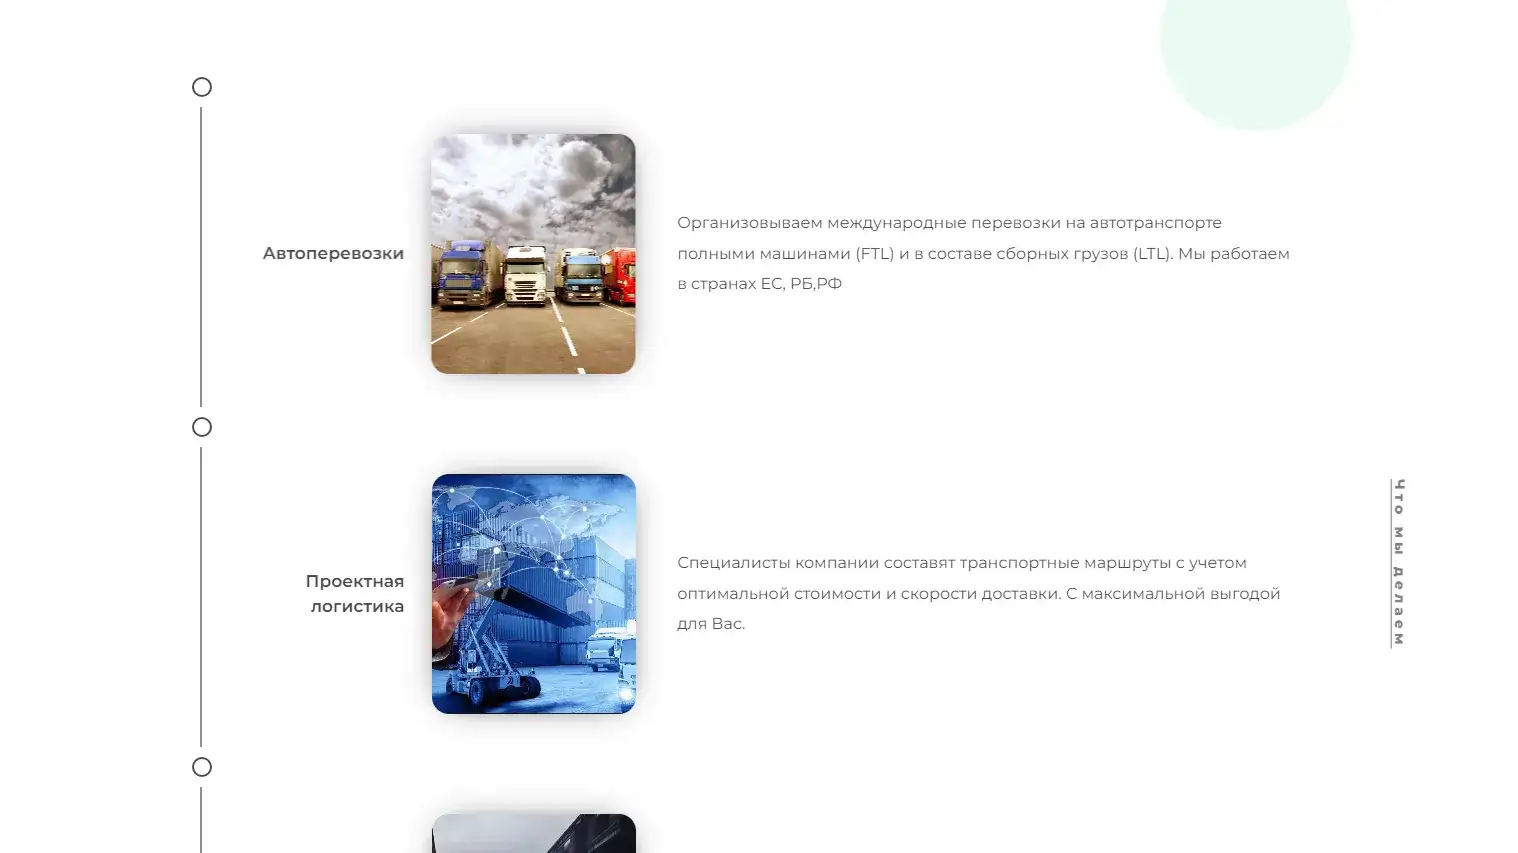 Автоперевозки
Организовываем международные перевозки на автотранспорте
полными машинами (FTL) и в составе сборных грузов (LTL). Мы работаем
в странах ЕС, РБ,РФ
Проектная
логистика
Специалисты компании составят транспортные маршруты с учетом
оптимальной стоимости и скорости доставки. С максимальной выгодой
для Вас.
Что мы делаем